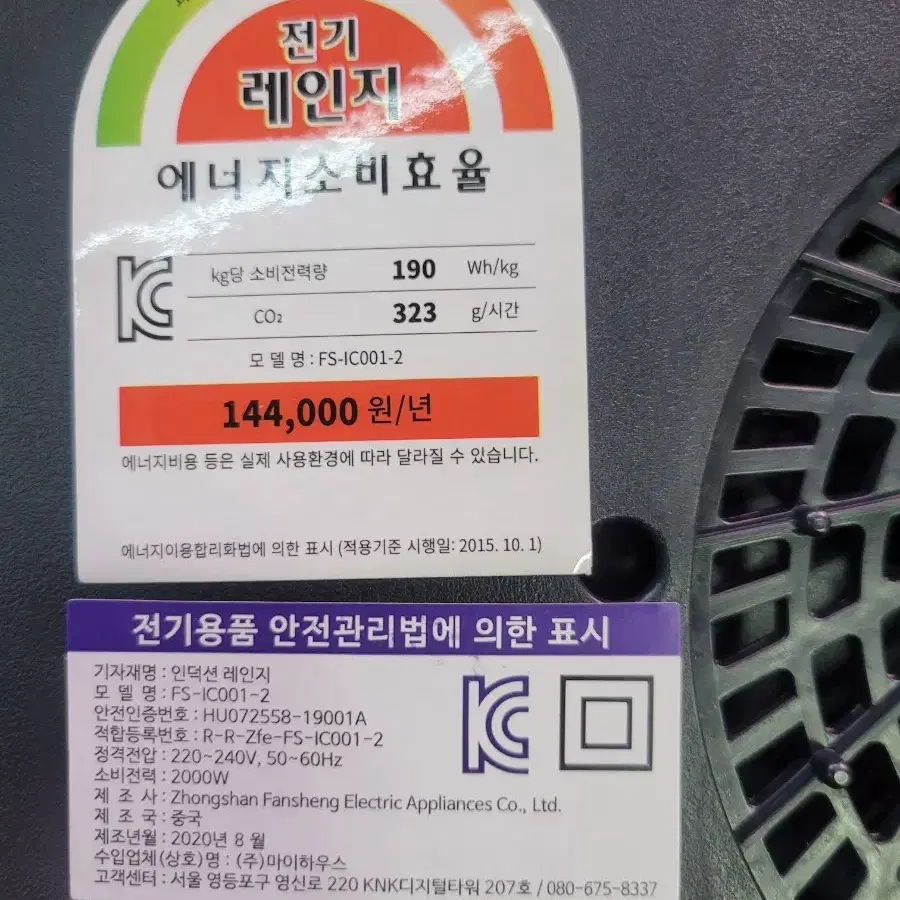 전기
레인지
에너지소비효율
kg당 소비전력량 190 Wh/kg
CO₂ 323 g/시간
모 델 명 : FS-IC001-2
144,000 원/년
에너지비용 등은 실제 사용환경에 따라 달라질 수 있습니다.
에너지이용합리화법에 의한 표시 (적용기준 시행일: 2015. 10. 1)
전기용품 안전관리법에 의한 표시
기자재명 : 인덕션 레인지
모 델 명 : FS-IC001-2
안전인증번호 : HU072558-19001A
적합등록번호 : R-R-Zfe-FS-IC001-2
정격전압 : 220~240V, 50~60Hz
소비전력 : 2000W
제 조 사 : Zhongshan Fansheng Electric Appliances Co., Ltd.
제 조 국 : 중국
제조년월 : 2020년 8 월
수입업체(상호)명 : (주)마이하우스
고객센터 : 서울 영등포구 영신로 220 KNK디지털타워 207호 / 080-675-8337